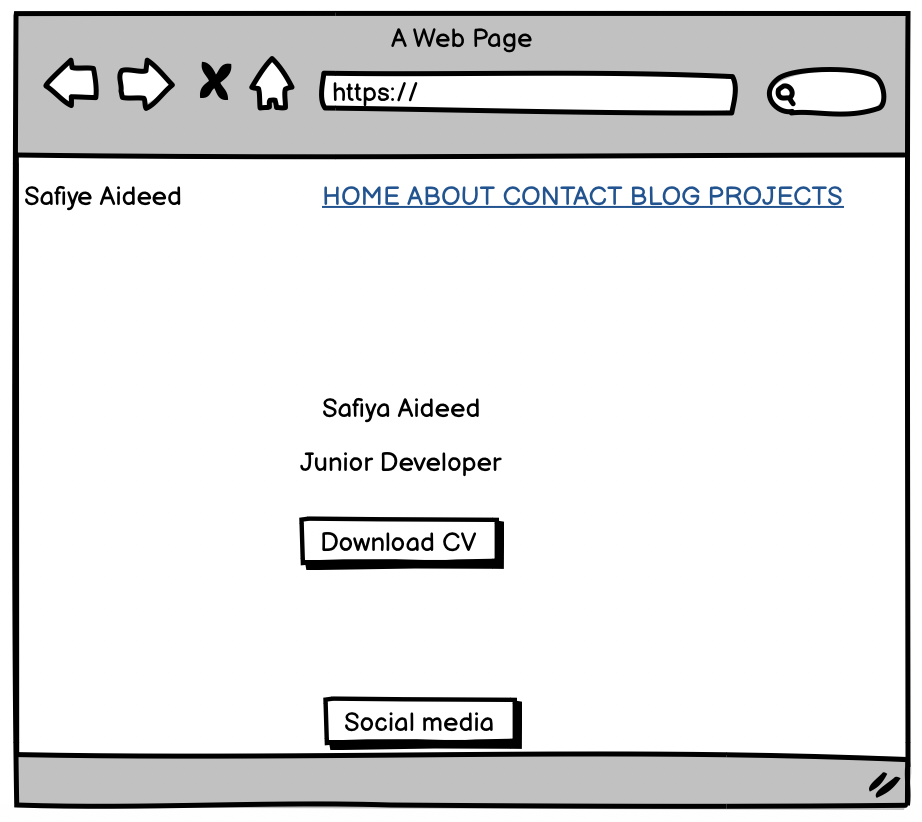 A Web Page
https://
Safiye Aideed
HOME ABOUT CONTACT BLOG PROJECTS
Safiya Aideed
Junior Developer
Download CV
Social media